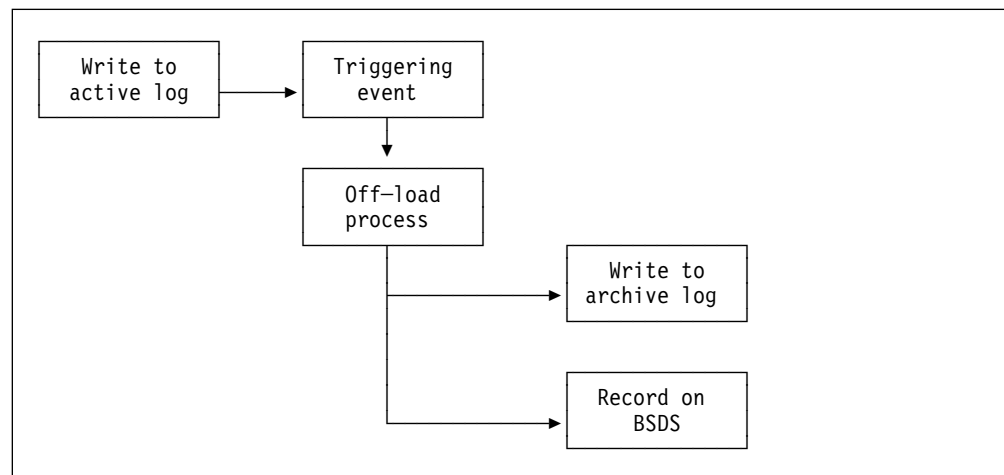 Write to
active log
Triggering
event
Off–load
process
Write to
archive log
Record on
BSDS